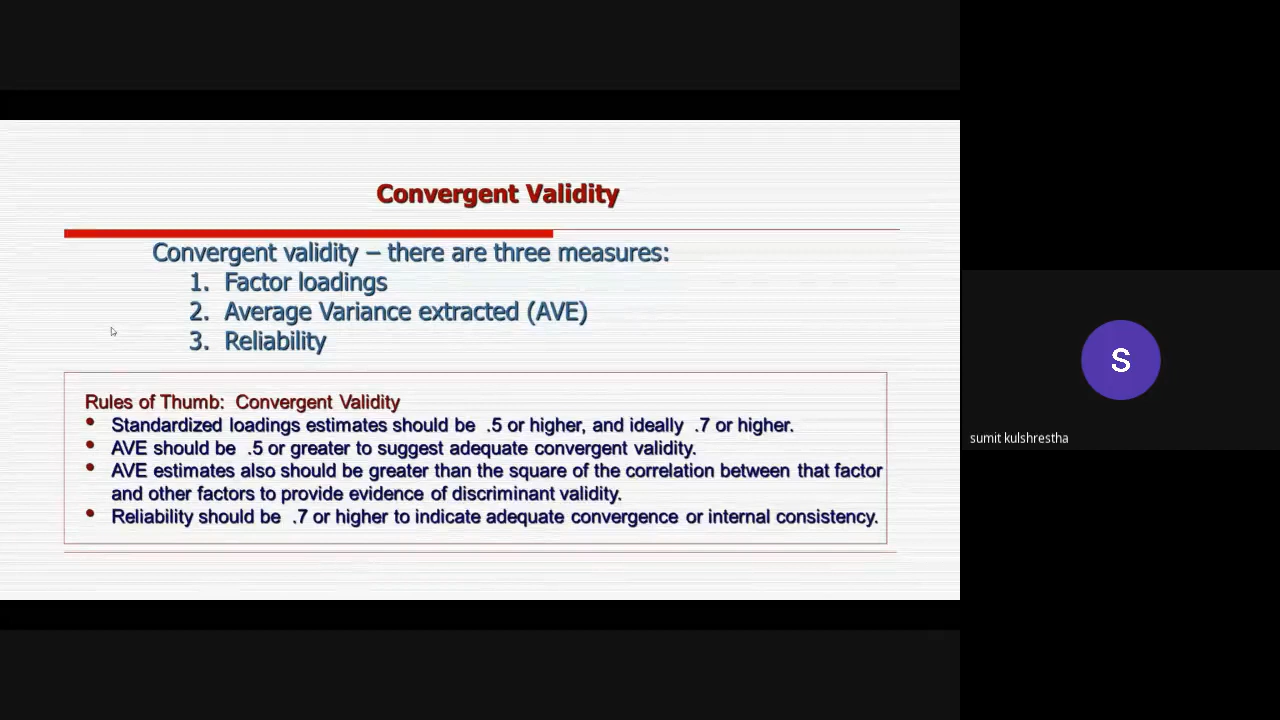 Convergent Validity
Convergent validity – there are three measures:
1. Factor loadings
2. Average Variance extracted (AVE)
3. Reliability
Rules of Thumb: Convergent Validity
• Standardized loadings estimates should be .5 or higher, and ideally .7 or higher.
• AVE should be .5 or greater to suggest adequate convergent validity.
• AVE estimates also should be greater than the square of the correlation between that factor
and other factors to provide evidence of discriminant validity.
• Reliability should be .7 or higher to indicate adequate convergence or internal consistency.
S
sumit kulshrestha